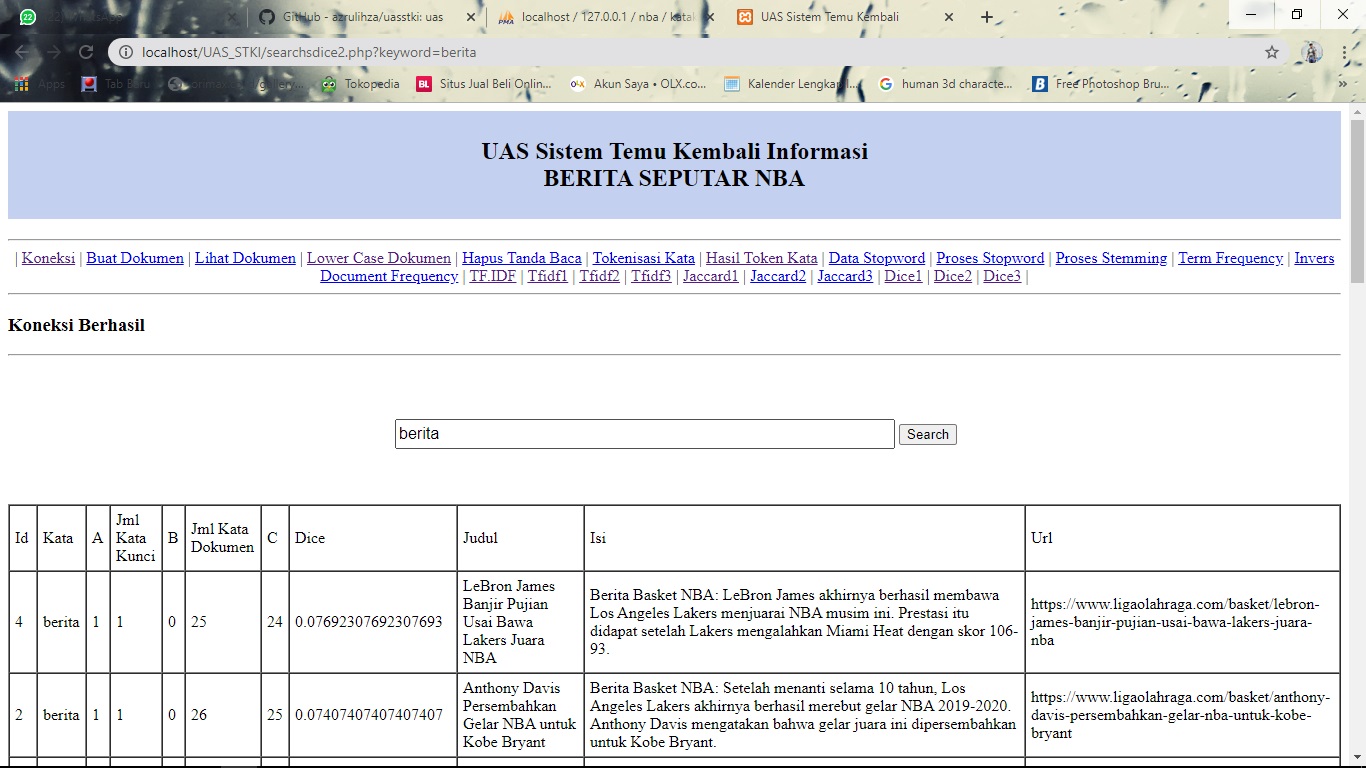 GitHub - azrulihza/uasstki: uas
localhost / 127.0.0.1 / nba / kata
UAS Sistem Temu Kembali
localhost/UAS_STKI/searchsdice2.php?keyword=berita
Apps Tab Baru Tokopedia Situs Jual Beli Onlin... Akun Saya • OLX.co... Kalender Lengkap I... human 3d characte... Free Photoshop Bru... »
UAS Sistem Temu Kembali Informasi
BERITA SEPUTAR NBA
| Koneksi | Buat Dokumen | Lihat Dokumen | Lower Case Dokumen | Hapus Tanda Baca | Tokenisasi Kata | Hasil Token Kata | Data Stopword | Proses Stopword | Proses Stemming | Term Frequency | Invers
Document Frequency | TF.IDF | Tfidf1 | Tfidf2 | Tfidf3 | Jaccard1 | Jaccard2 | Jaccard3 | Dice1 | Dice2 | Dice3 |
Koneksi Berhasil
berita Search
Id Kata A Jml Kata Kunci B Jml Kata Dokumen C Dice Judul Isi Url
4 berita 1 1 0 25 24 0.07692307692307693
LeBron James
Banjir Pujian
Usai Bawa
Lakers Juara
NBA
Berita Basket NBA: LeBron James akhirnya berhasil membawa
Los Angeles Lakers menjuarai NBA musim ini. Prestasi itu
didapat setelah Lakers mengalahkan Miami Heat dengan skor 106-
93.
https://www.ligaolahraga.com/basket/lebron-
james-banjir-pujian-usai-bawa-lakers-juara-
nba
2 berita 1 1 0 26 25 0.07407407407407407
Anthony Davis
Persembahkan
Gelar NBA untuk
Kobe Bryant
Berita Basket NBA: Setelah menanti selama 10 tahun, Los
Angeles Lakers akhirnya berhasil merebut gelar NBA 2019-2020.
Anthony Davis mengatakan bahwa gelar juara ini dipersembahkan
untuk Kobe Bryant.
https://www.ligaolahraga.com/basket/anthony-
davis-persembahkan-gelar-nba-untuk-kobe-
bryant